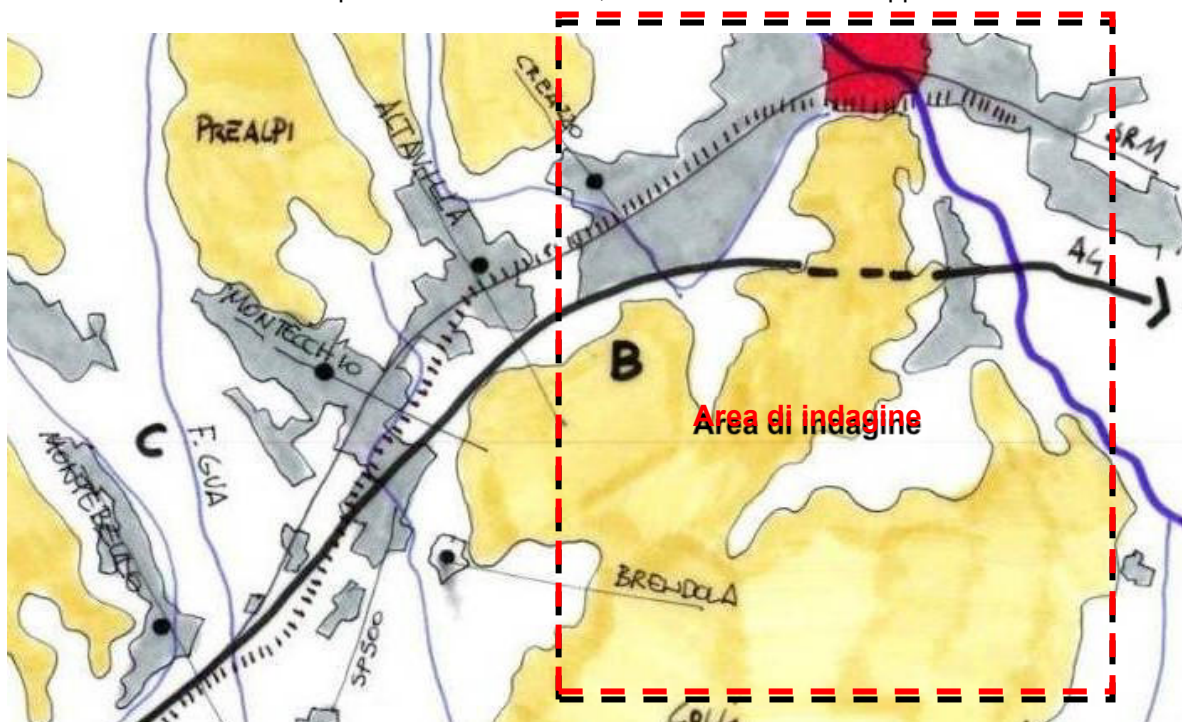 CREAZZO
PREALPI
ALTAVILLA
SRM
A4
MONTECCHIO
B
Area di indagine
C
F. GUA
MONTEBELLO
BRENDOLA
SP500